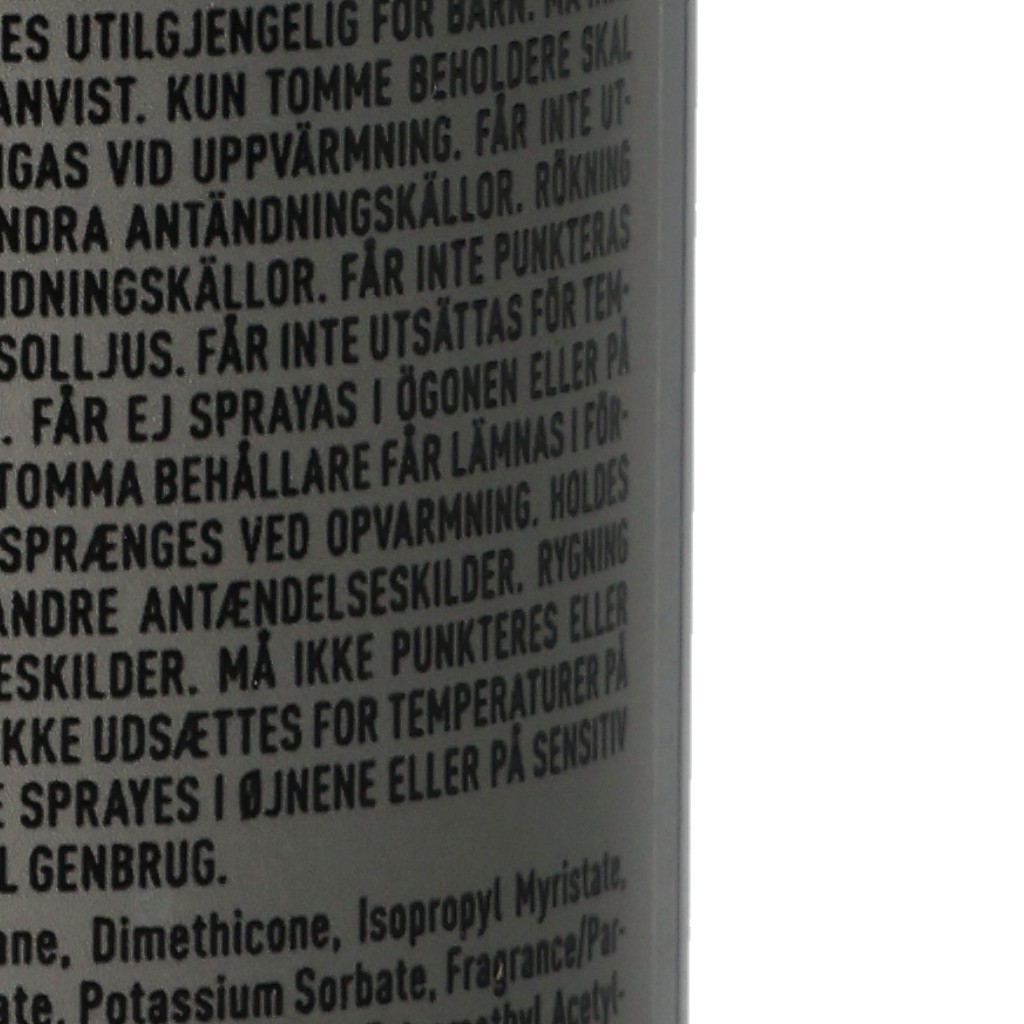 ES UTILGJENGELIG FOR BARN. MÅ
ANVIST. KUN TOMME BEHOLDERE SKAL
NGAS VID UPPVÄRMNING. FÅR INTE UT-
NDRA ANTÄNDNINGSKÄLLOR. RÖKNING
DNINGSKÄLLOR. FÅR INTE PUNKTERAS
SOLLJUS. FÅR INTE UTSÄTTAS FÖR TEM-
. FÅR EJ SPRAYAS I ÖGONEN ELLER PÅ
TOMMA BEHÅLLARE FÅR LÄMNAS I FÖR-
SPRÆNGES VED OPVARMNING. HOLDES
ANDRE ANTÆNDELSESKILDER. RYGNING
ESKILDER. MÅ IKKE PUNKTERES ELLER
KKE UDSÆTTES FOR TEMPERATURER PÅ
E SPRAYES I ØJNENE ELLER PÅ SENSITIV
L GENBRUG.
ane, Dimethicone, Isopropyl Myristate,
ate, Potassium Sorbate, Fragrance/Par-
Acetyl-